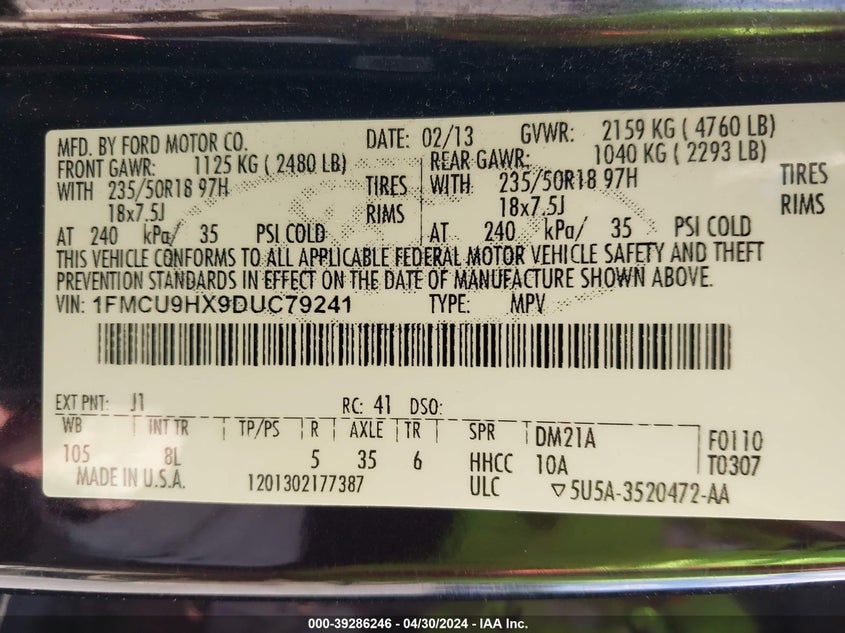 MFD. BY FORD MOTOR CO. DATE: 02/13 GVWR: 2159 KG ( 4760 LB)
FRONT GAWR: 1125 KG ( 2480 LB) REAR GAWR: 1040 KG ( 2293 LB)
WITH 235/50R18 97H TIRES WITH 235/50R18 97H TIRES
18x7.5J RIMS 18x7.5J RIMS
AT 240 kPa/ 35 PSI COLD AT 240 kPa/ 35 PSI COLD
THIS VEHICLE CONFORMS TO ALL APPLICABLE FEDERAL MOTOR VEHICLE SAFETY AND THEFT
PREVENTION STANDARDS IN EFFECT ON THE DATE OF MANUFACTURE SHOWN ABOVE.
VIN: 1FMCU9HX9DUC79241 TYPE: MPV
EXT PNT: J1 RC: 41 DSO:
WB INT TR TP/PS R AXLE TR SPR DM21A F0110
105 8L 5 35 6 HHCC 10A T0307
MADE IN U.S.A. 1201302177387 ULC ▽5U5A-3520472-AA
000-39286246 - 04/30/2024 - IAA Inc.